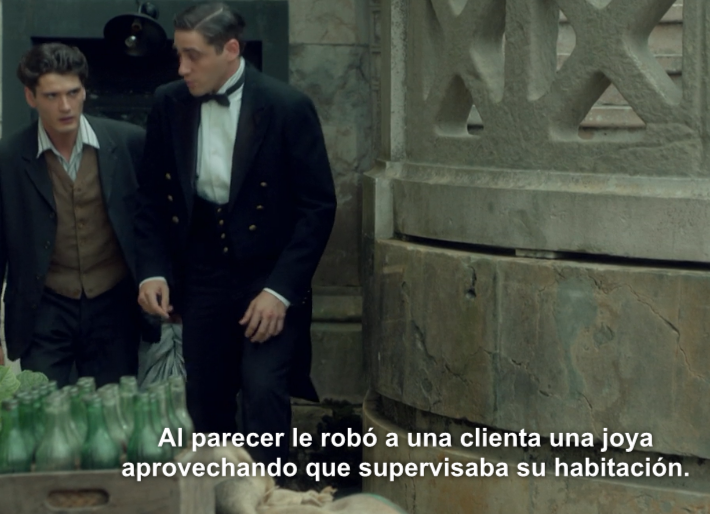 Al parecer le robó a una clienta una joya
aprovechando que supervisaba su habitación.